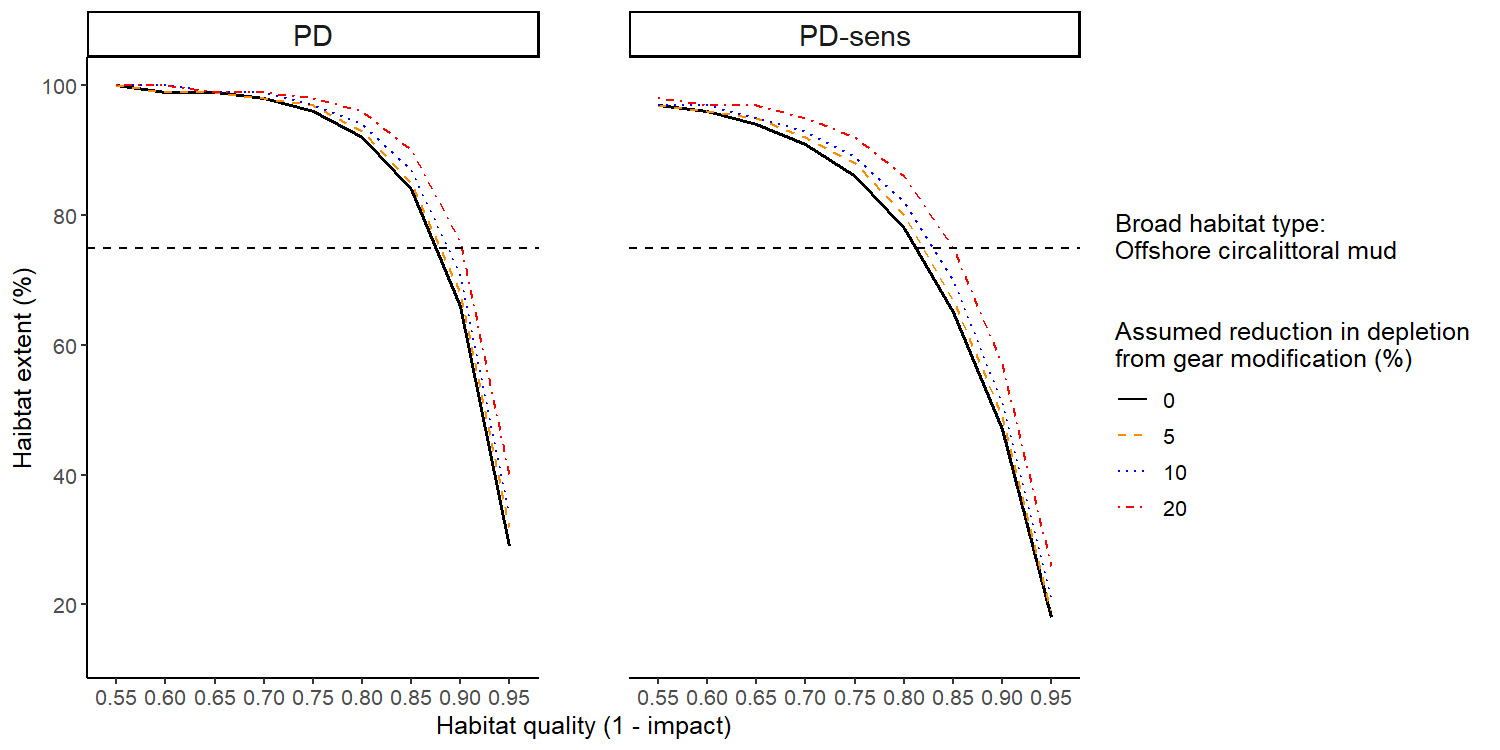 PD
PD-sens
Haibtat extent (%)
100
80
60
40
20
0.55 0.60 0.65 0.70 0.75 0.80 0.85 0.90 0.95
0.55 0.60 0.65 0.70 0.75 0.80 0.85 0.90 0.95
Habitat quality (1 - impact)
Broad habitat type:
Offshore circalittoral mud
Assumed reduction in depletion
from gear modification (%)
0
5
10
20